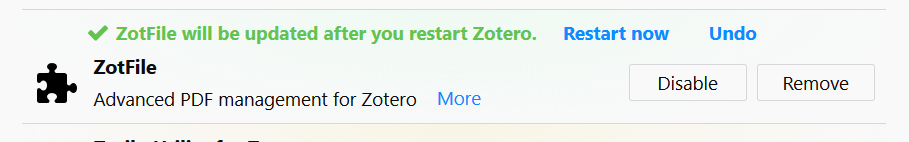 ZotFile will be updated after you restart Zotero. Restart now Undo
ZotFile
Advanced PDF management for Zotero More
Disable Remove